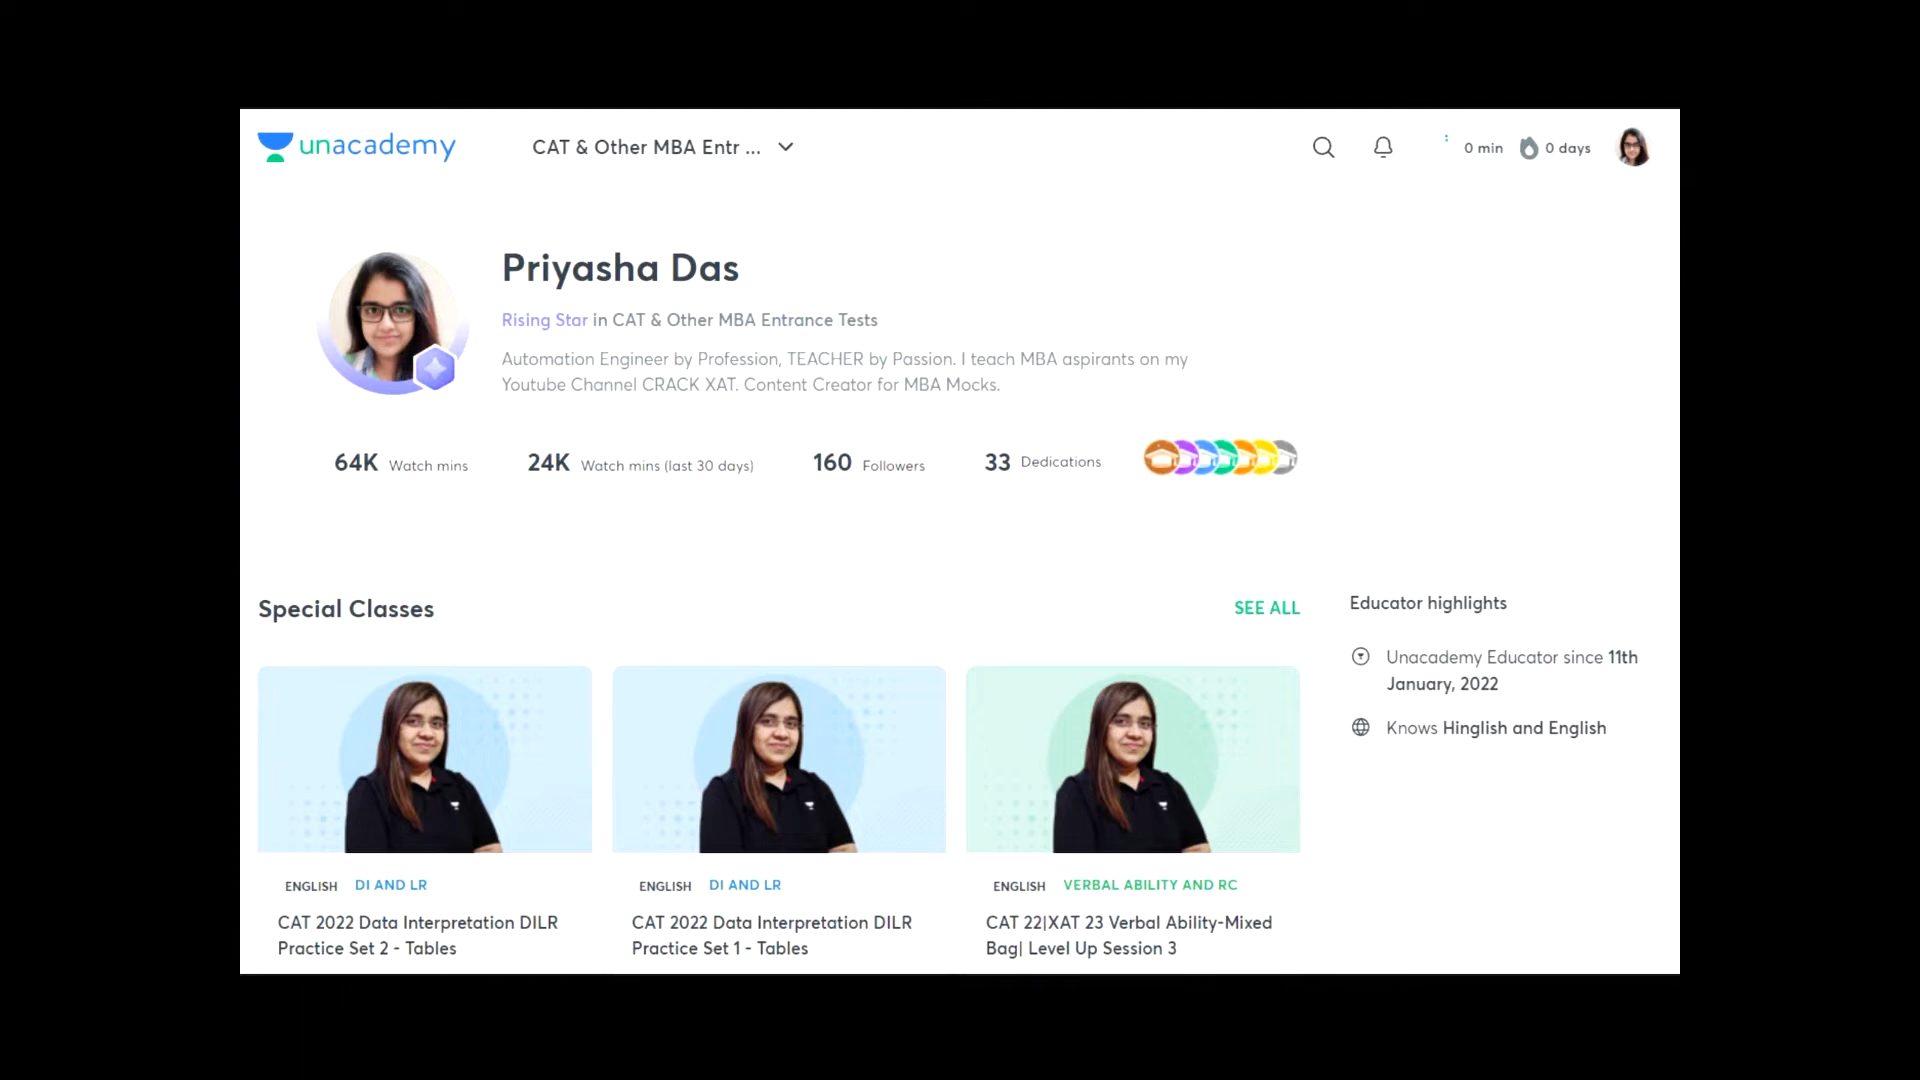 unacademy
CAT & Other MBA Entr ...
0 min
0 days
Priyasha Das
Rising Star in CAT & Other MBA Entrance Tests
Automation Engineer by Profession, TEACHER by Passion. I teach MBA aspirants on my
Youtube Channel CRACK XAT. Content Creator for MBA Mocks.
64K Watch mins
24K Watch mins (last 30 days)
160 Followers
33 Dedications
Special Classes
SEE ALL
ENGLISH DI AND LR
CAT 2022 Data Interpretation DILR
Practice Set 2 - Tables
ENGLISH DI AND LR
CAT 2022 Data Interpretation DILR
Practice Set 1 - Tables
ENGLISH VERBAL ABILITY AND RC
CAT 22|XAT 23 Verbal Ability-Mixed
Bag| Level Up Session 3
Educator highlights
Unacademy Educator since 11th
January, 2022
Knows Hinglish and English